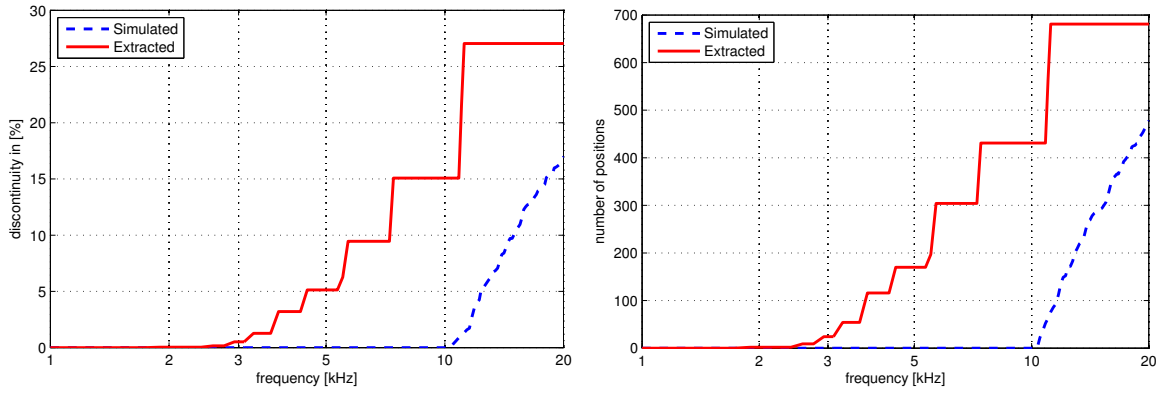 30
25
20
15
10
5
0
discontinuity in [%]
Simulated
Extracted
1 2 3 5 10 20
frequency [kHz]
700
600
500
400
300
200
100
0
number of positions
Simulated
Extracted
1 2 3 5 10 20
frequency [kHz]